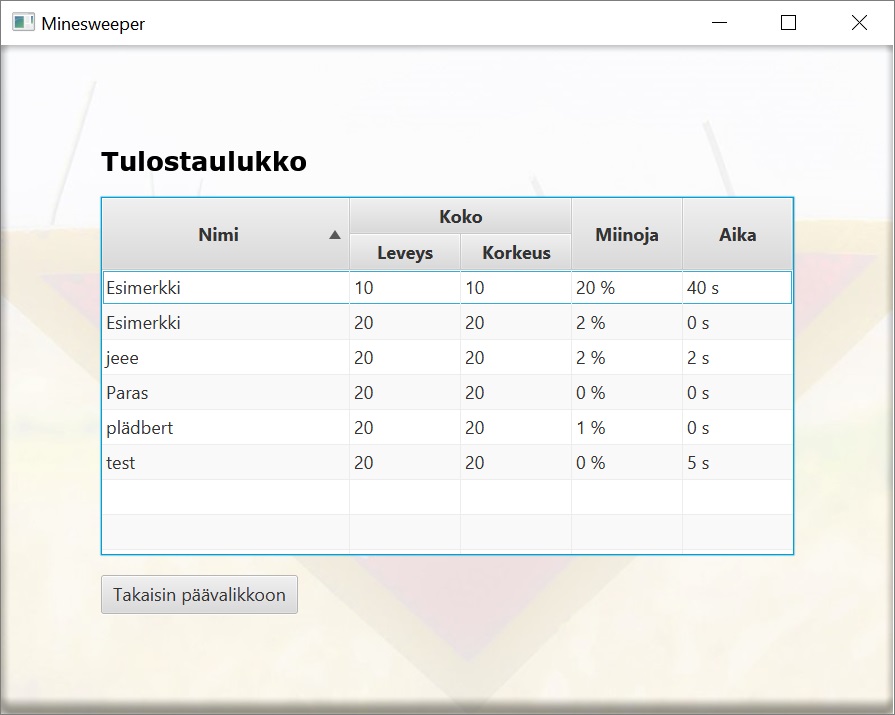 Minesweeper
Tulostaulukko
Nimi Koko Miinoja Aika
Leveys Korkeus
Esimerkki 10 10 20 % 40 s
Esimerkki 20 20 2 % 0 s
jeee 20 20 2 % 2 s
Paras 20 20 0 % 0 s
plädbert 20 20 1 % 0 s
test 20 20 0 % 5 s
Takaisin päävalikkoon